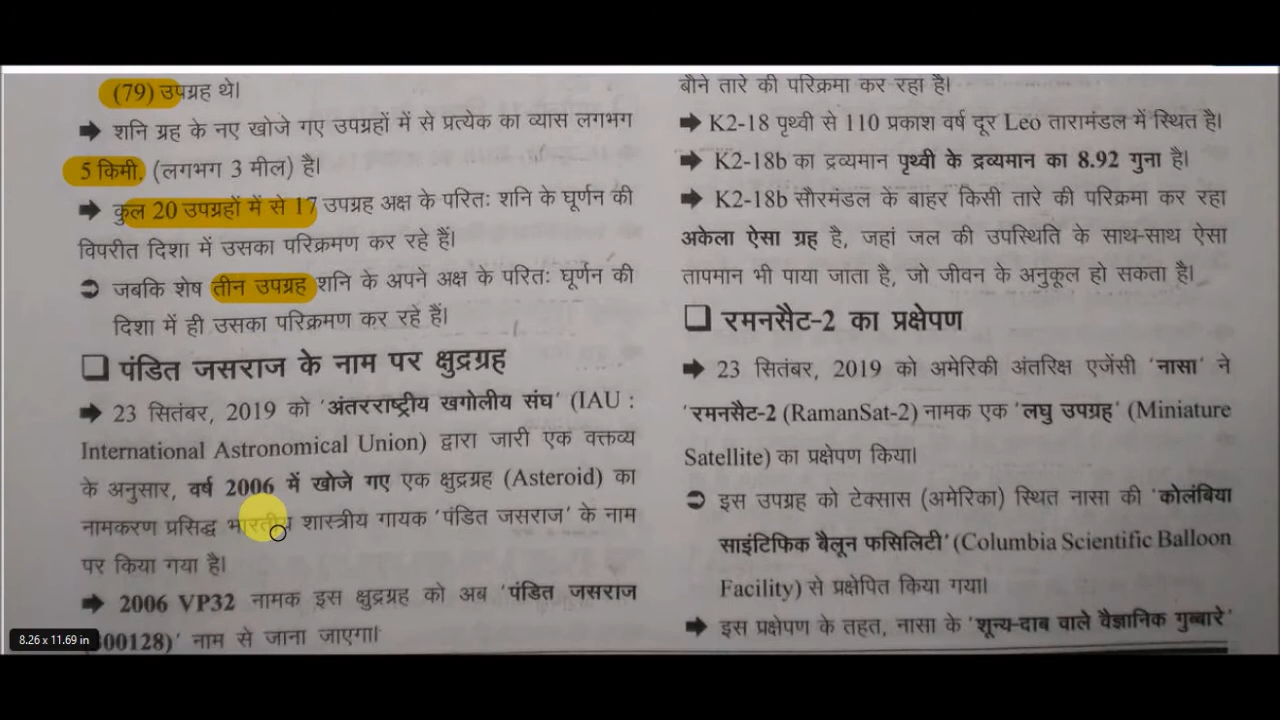 (79) उपग्रह थे।
➡ शनि ग्रह के नए खोजे गए उपग्रहों में से प्रत्येक का व्यास लगभग
5 किमी. (लगभग 3 मील) है।
➡ कुल 20 उपग्रहों में से 17 उपग्रह अक्ष के परितः शनि के घूर्णन की
विपरीत दिशा में उसका परिक्रमण कर रहे हैं।
➲ जबकि शेष तीन उपग्रह शनि के अपने अक्ष के परितः घूर्णन की
दिशा में ही उसका परिक्रमण कर रहे हैं।
❑ पंडित जसराज के नाम पर क्षुद्रग्रह
➡ 23 सितंबर, 2019 को 'अंतरराष्ट्रीय खगोलीय संघ' (IAU :
International Astronomical Union) द्वारा जारी एक वक्तव्य
के अनुसार, वर्ष 2006 में खोजे गए एक क्षुद्रग्रह (Asteroid) का
नामकरण प्रसिद्ध भारतीय शास्त्रीय गायक 'पंडित जसराज' के नाम
पर किया गया है।
➡ 2006 VP32 नामक इस क्षुद्रग्रह को अब 'पंडित जसराज
(300128)' नाम से जाना जाएगा।
8.26 x 11.69 in
बौने तारे की परिक्रमा कर रहा है।
➡ K2-18 पृथ्वी से 110 प्रकाश वर्ष दूर Leo तारामंडल में स्थित है।
➡ K2-18b का द्रव्यमान पृथ्वी के द्रव्यमान का 8.92 गुना है।
➡ K2-18b सौरमंडल के बाहर किसी तारे की परिक्रमा कर रहा
अकेला ऐसा ग्रह है, जहां जल की उपस्थिति के साथ-साथ ऐसा
तापमान भी पाया जाता है, जो जीवन के अनुकूल हो सकता है।
❑ रमनसैट-2 का प्रक्षेपण
➡ 23 सितंबर, 2019 को अमेरिकी अंतरिक्ष एजेंसी 'नासा' ने
'रमनसैट-2 (RamanSat-2) नामक एक 'लघु उपग्रह' (Miniature
Satellite) का प्रक्षेपण किया।
➲ इस उपग्रह को टेक्सास (अमेरिका) स्थित नासा की 'कोलंबिया
साइंटिफिक बैलून फसिलिटी' (Columbia Scientific Balloon
Facility) से प्रक्षेपित किया गया।
➡ इस प्रक्षेपण के तहत, नासा के 'शून्य-दाब वाले वैज्ञानिक गुब्बारे'